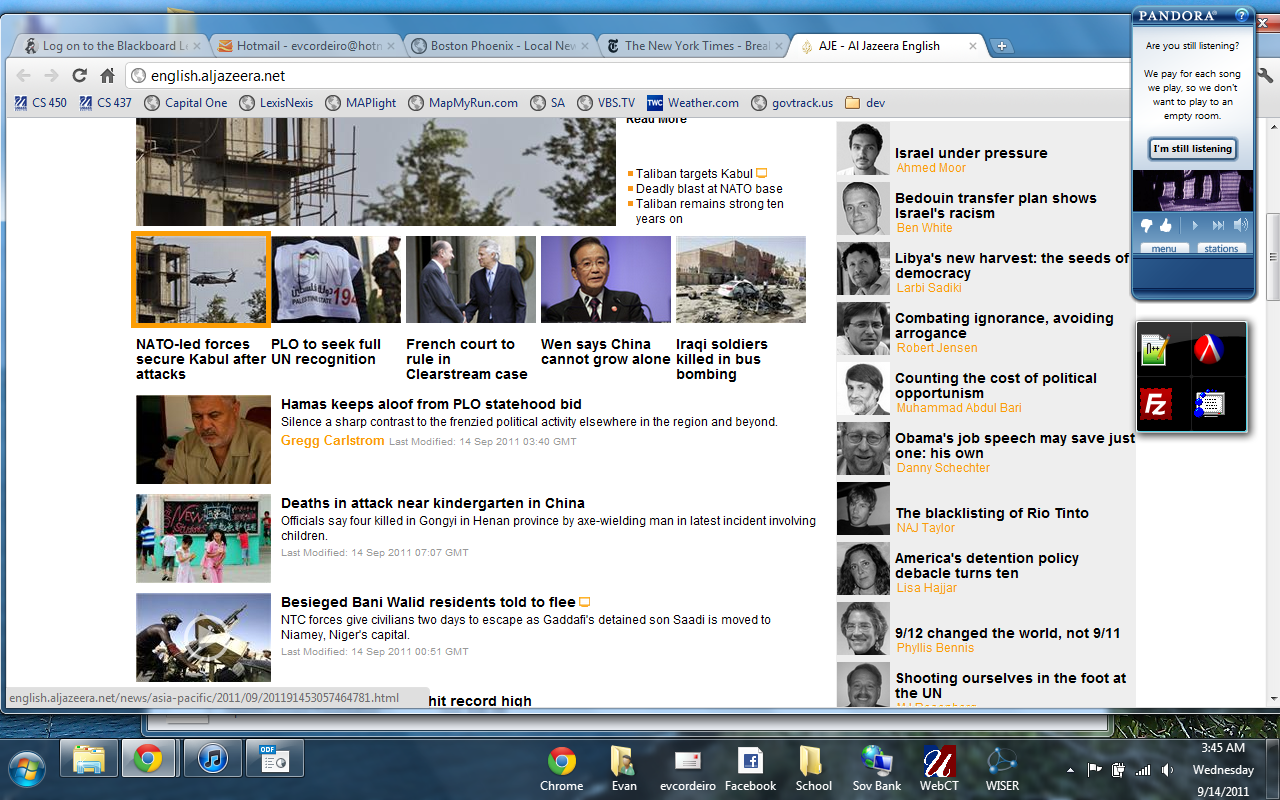 Log on to the Blackboard Le
Hotmail - evcordeiro@hotm
Boston Phoenix - Local New
The New York Times - Break
AJE - Al Jazeera English
english.aljazeera.net
CS 450
CS 437
Capital One
LexisNexis
MAPlight
MapMyRun.com
SA
VBS.TV
TWC
Weather.com
govtrack.us
dev
PANDORA
?
Are you still listening?
We pay for each song
we play, so we don't
want to play to an
empty room.
I'm still listening
menu
stations
Read More
Taliban targets Kabul
Deadly blast at NATO base
Taliban remains strong ten
years on
PALESTINE STATE
194
NATO-led forces
secure Kabul after
attacks
PLO to seek full
UN recognition
French court to
rule in
Clearstream case
Wen says China
cannot grow alone
Iraqi soldiers
killed in bus
bombing
Hamas keeps aloof from PLO statehood bid
Silence a sharp contrast to the frenzied political activity elsewhere in the region and beyond.
Gregg Carlstrom Last Modified: 14 Sep 2011 03:40 GMT
Deaths in attack near kindergarten in China
Officials say four killed in Gongyi in Henan province by axe-wielding man in latest incident involving
children.
Last Modified: 14 Sep 2011 07:07 GMT
Besieged Bani Walid residents told to flee
NTC forces give civilians two days to escape as Gaddafi's detained son Saadi is moved to
Niamey, Niger's capital.
Last Modified: 14 Sep 2011 00:51 GMT
hit record high
Israel under pressure
Ahmed Moor
Bedouin transfer plan shows
Israel's racism
Ben White
Libya's new harvest: the seeds of
democracy
Larbi Sadiki
Combating ignorance, avoiding
arrogance
Robert Jensen
Counting the cost of political
opportunism
Muhammad Abdul Bari
Obama's job speech may save just
one: his own
Danny Schechter
The blacklisting of Rio Tinto
NAJ Taylor
America's detention policy
debacle turns ten
Lisa Hajjar
9/12 changed the world, not 9/11
Phyllis Bennis
Shooting ourselves in the foot at
the UN
MJ Rosenberg
english.aljazeera.net/news/asia-pacific/2011/09/201191453057464781.html
ODF
Chrome
Evan
evcordeiro
Facebook
School
Sov Bank
WebCT
WISER
3:45 AM
Wednesday
9/14/2011